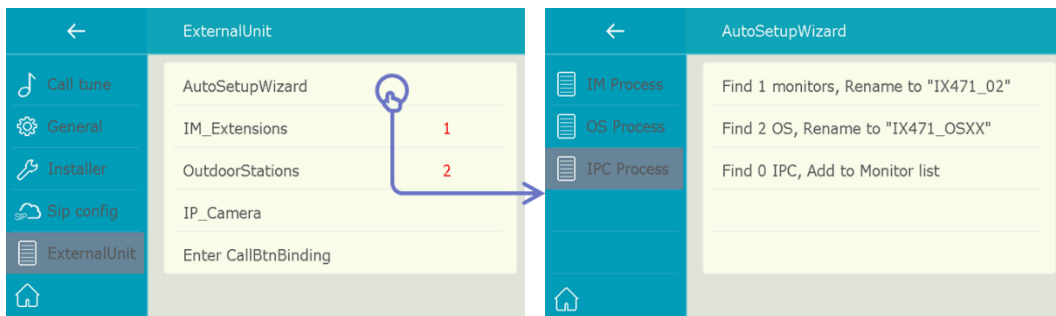 ExternalUnit
Call tune
General
Installer
SIP
Sip config
ExternalUnit
AutoSetupWizard
IM_Extensions 1
OutdoorStations 2
IP_Camera
Enter CallBtnBinding
AutoSetupWizard
IM Process
OS Process
IPC Process
Find 1 monitors, Rename to "IX471_02"
Find 2 OS, Rename to "IX471_OSXX"
Find 0 IPC, Add to Monitor list